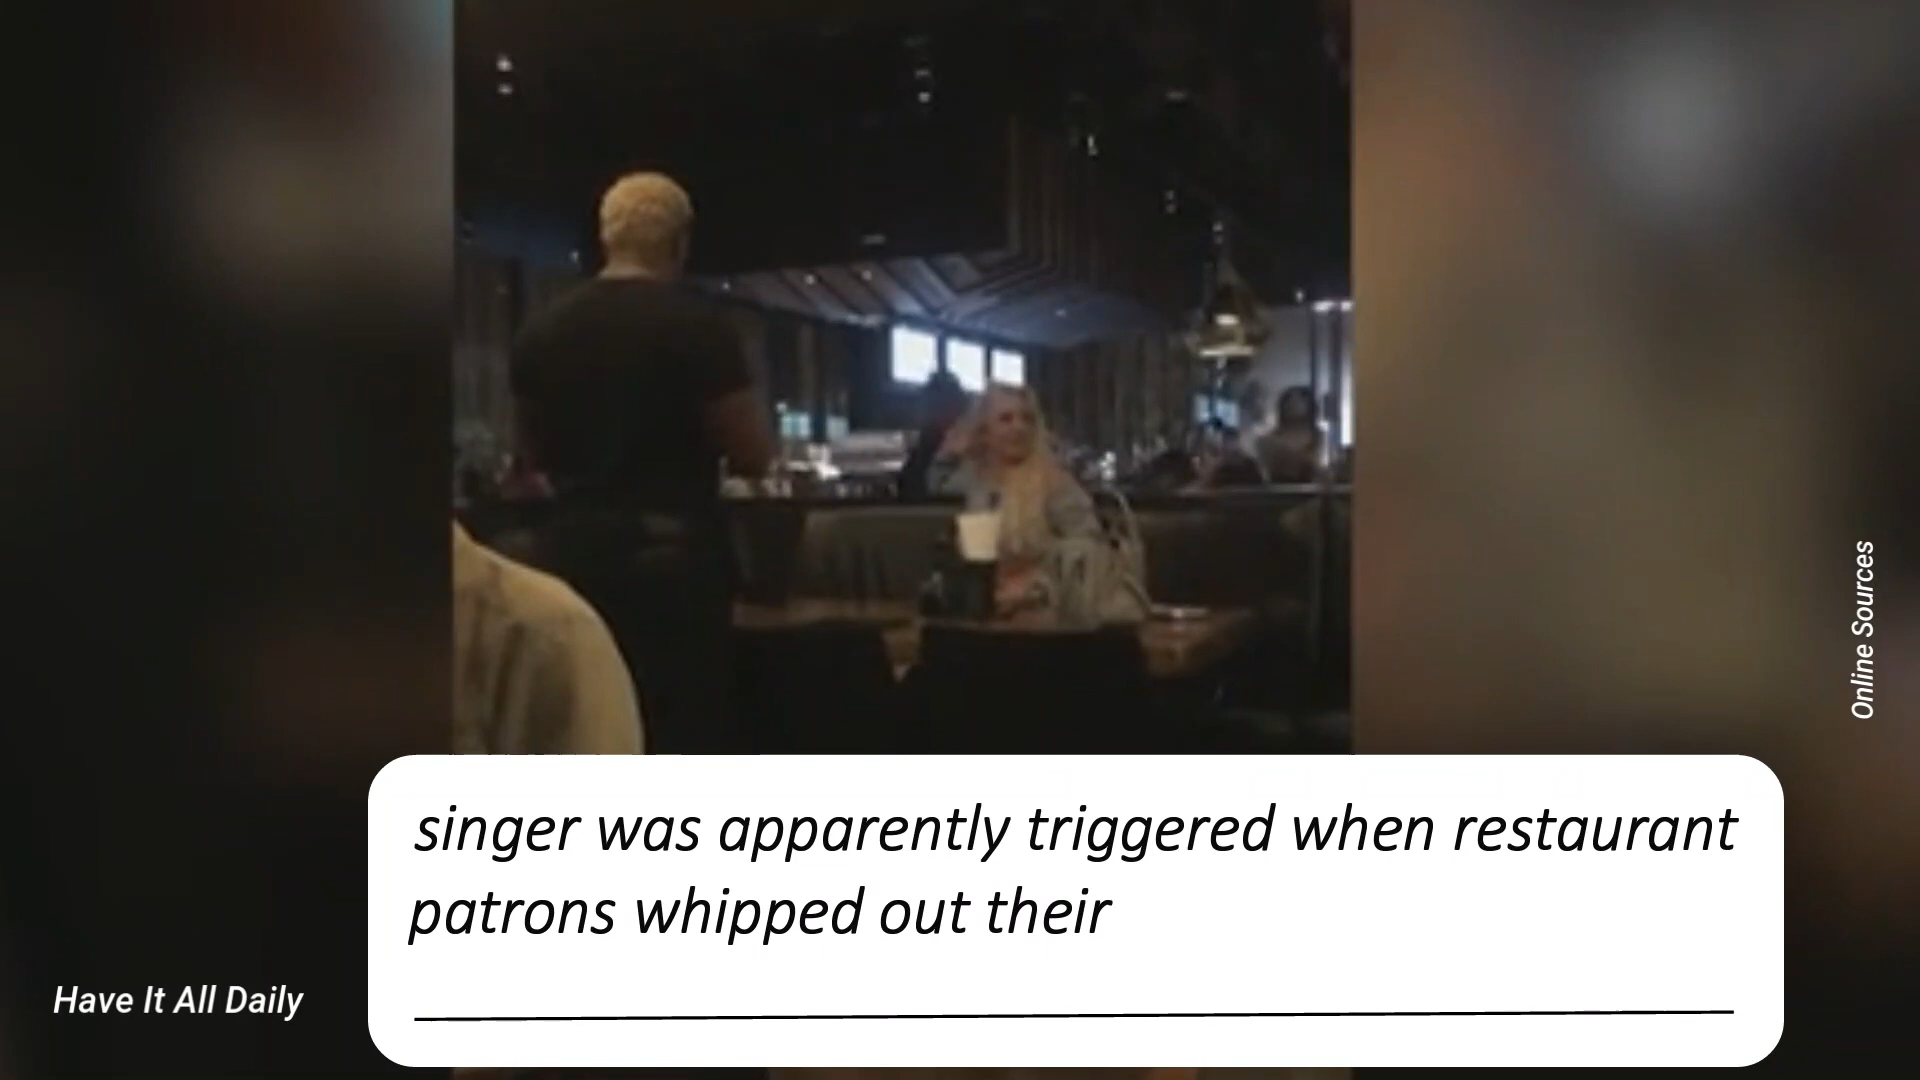 Online Sources
singer was apparently triggered when restaurant
patrons whipped out their
Have It All Daily